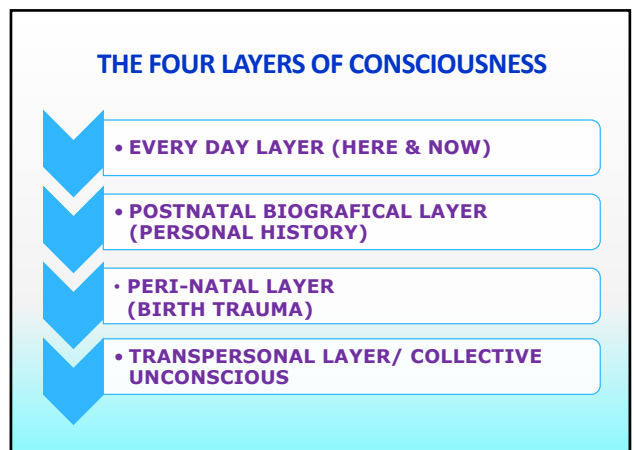 THE FOUR LAYERS OF CONSCIOUSNESS
• EVERY DAY LAYER (HERE & NOW)
• POSTNATAL BIOGRAFICAL LAYER
(PERSONAL HISTORY)
• PERI-NATAL LAYER
(BIRTH TRAUMA)
• TRANSPERSONAL LAYER/ COLLECTIVE
UNCONSCIOUS